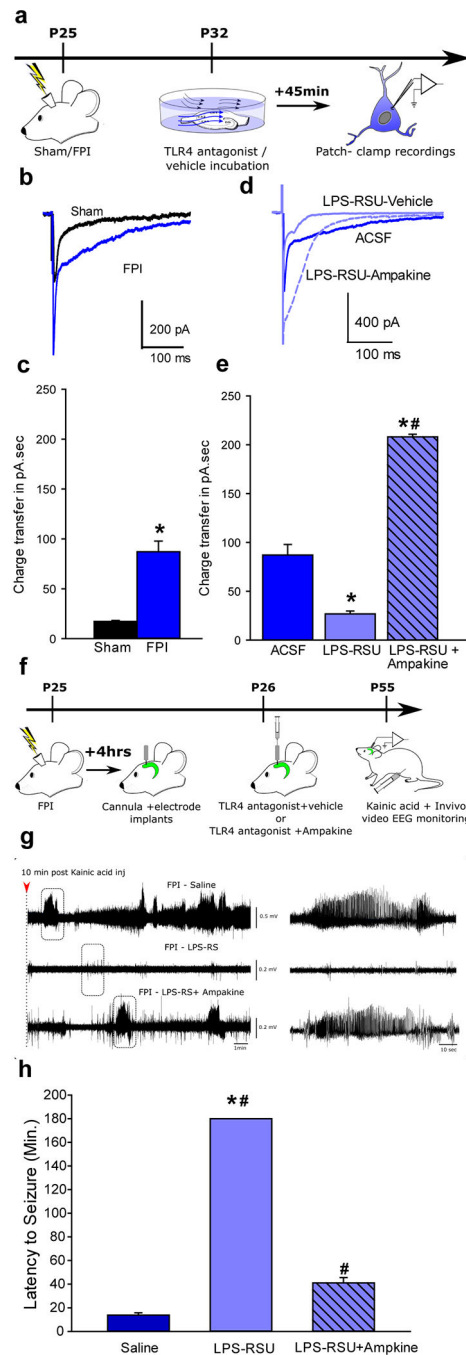 a
P25
P32
+45min
Sham/FPI
TLR4 antagonist /
vehicle incubation
Patch- clamp recordings
b
Sham
FPI
200 pA
100 ms
d
LPS-RSU-Vehicle
ACSF
LPS-RSU-Ampakine
400 pA
100 ms
c
Charge transfer in pA.sec
250
200
150
100
50
0
*
Sham
FPI
e
Charge transfer in pA.sec
250
200
150
100
50
0
*
*#
ACSF
LPS-RSU
LPS-RSU +
Ampakine
f
P25
P26
P55
+4hrs
FPI
Cannula +electrode
implants
TLR4 antagonist+vehicle
or
TLR4 antagonist +Ampakine
Kainic acid + Invivo
video EEG monitoring
g
10 min post Kainic acid inj
FPI - Saline
0.5 mV
FPI - LPS-RS
0.2 mV
FPI - LPS-RS+ Ampakine
0.2 mV
1min
10 sec
h
Latency to Seizure (Min.)
200
180
160
140
120
100
80
60
40
20
0
*#
#
Saline
LPS-RSU
LPS-RSU+Ampkine